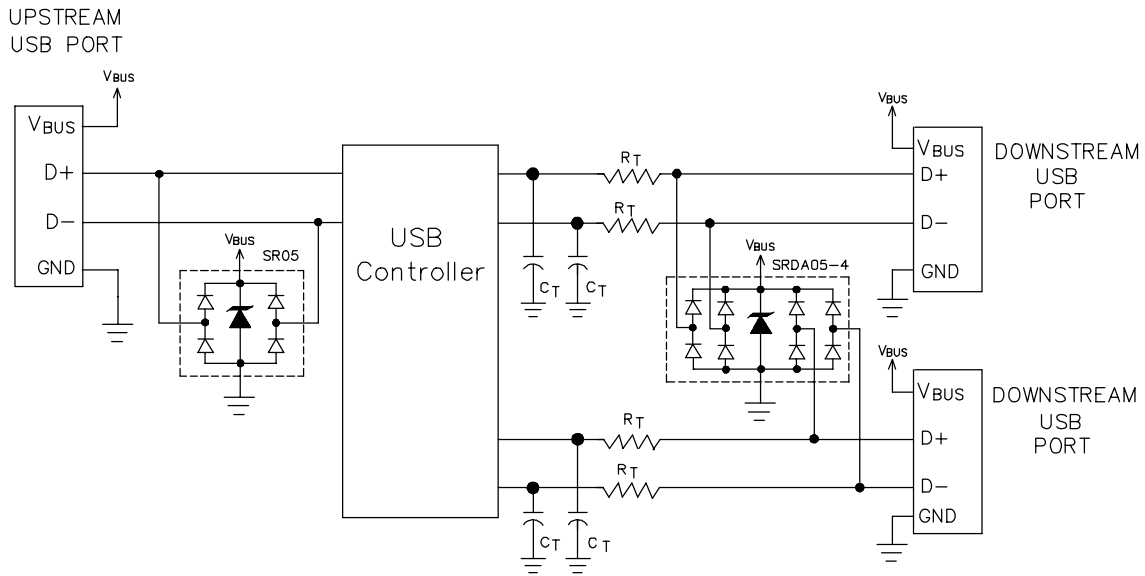 UPSTREAM
USB PORT
VBUS
VBUS
D+
D-
GND
VBUS
SR05
USB
Controller
RT
RT
CT
CT
VBUS
SRDA05-4
VBUS
VBUS
D+
D-
GND
DOWNSTREAM
USB
PORT
RT
RT
CT
CT
VBUS
VBUS
D+
D-
GND
DOWNSTREAM
USB
PORT